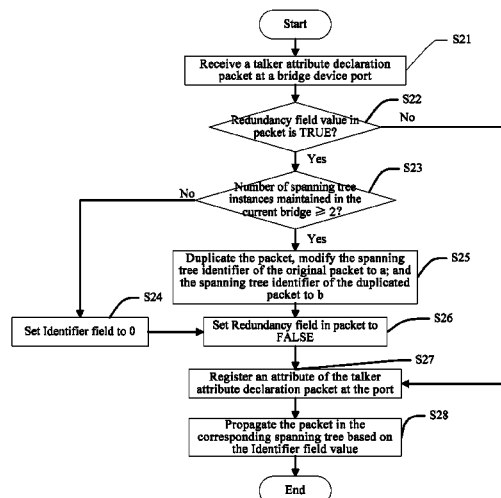 Start
S21
Receive a talker attribute declaration
packet at a bridge device port
S22
Redundancy field value in
packet is TRUE?
No
Yes
S23
No
Number of spanning tree
instances maintained in the
current bridge ≥ 2?
Yes
S25
Duplicate the packet, modify the spanning
tree identifier of the original packet to a; and
the spanning tree identifier of the duplicated
packet to b
S24
Set Identifier field to 0
S26
Set Redundancy field in packet to
FALSE
S27
Register an attribute of the talker
attribute declaration packet at the port
S28
Propagate the packet in the
corresponding spanning tree based on
the Identifier field value
End